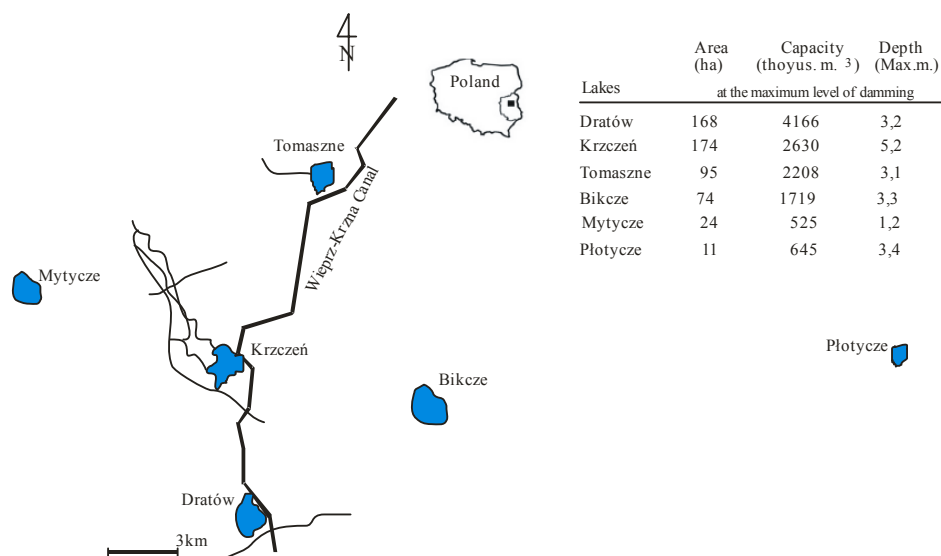 N
Poland
Tomaszne
Wieprz-Krzna Canal
Mytycze
Krzczeń
Bikcze
Płotycze
Dratów
3km
Lakes Area (ha) Capacity (thoyus. m. 3) Depth (Max.m.)
at the maximum level of damming
Dratów 168 4166 3,2
Krzczeń 174 2630 5,2
Tomaszne 95 2208 3,1
Bikcze 74 1719 3,3
Mytycze 24 525 1,2
Płotycze 11 645 3,4